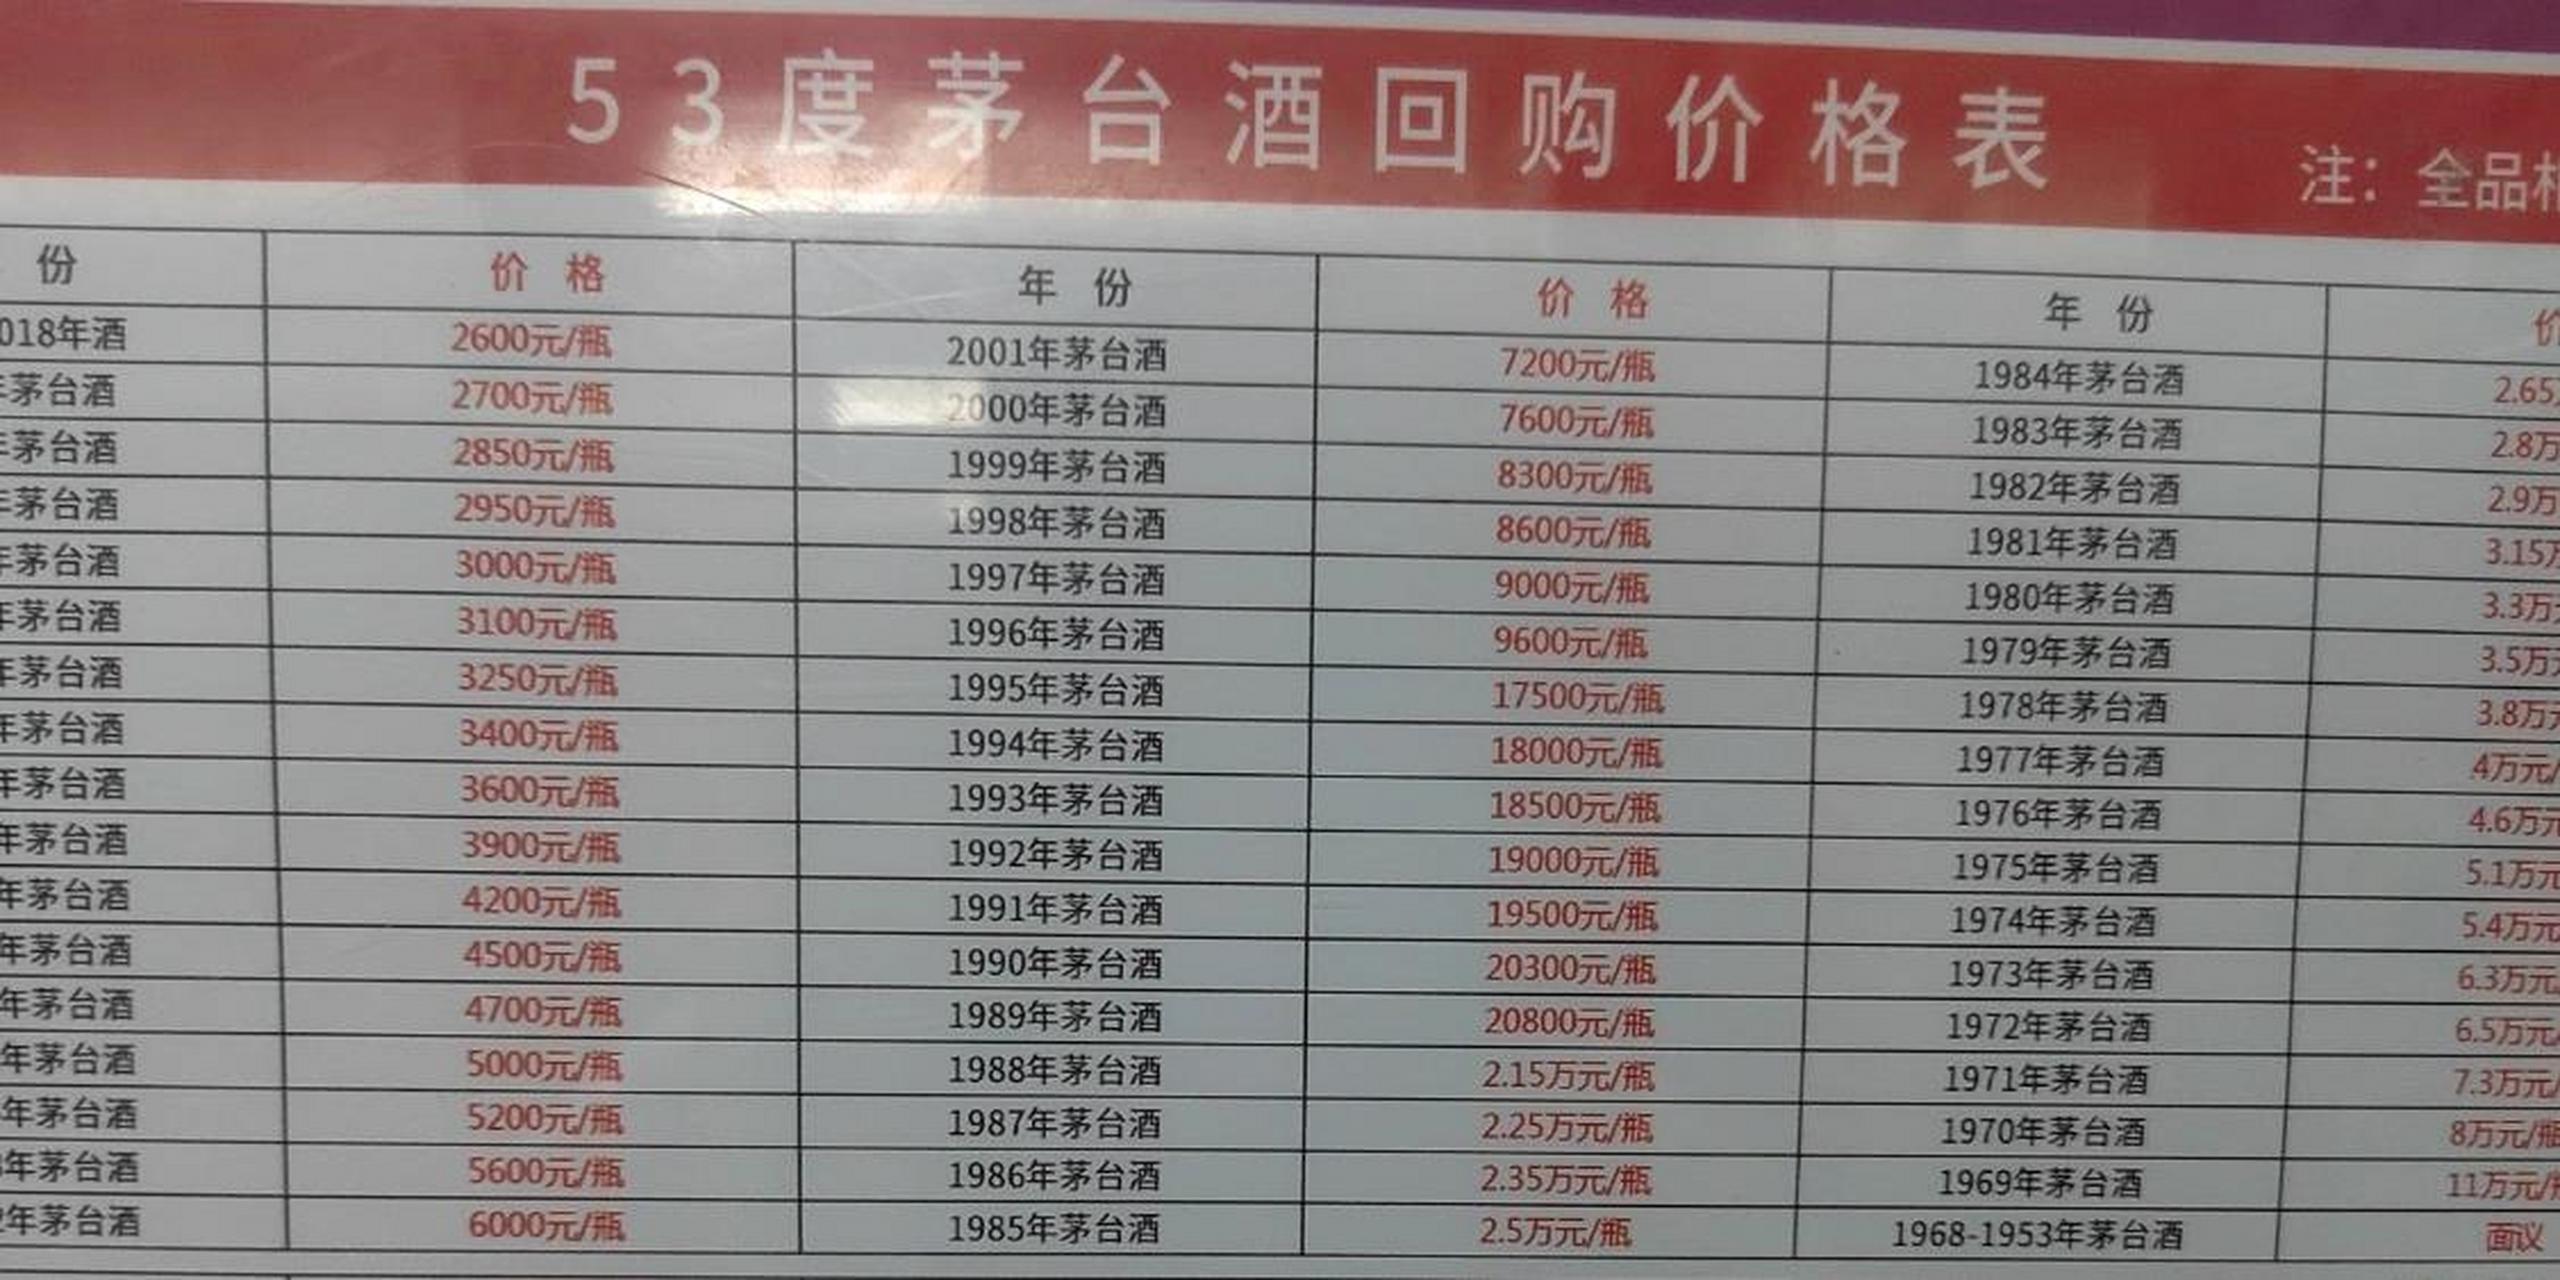 53度茅台酒回购价格表
注：全品
份 价格 年份 价格 年份 价
018年酒 2600元/瓶 2001年茅台酒 7200元/瓶 1984年茅台酒 2.65
年茅台酒 2700元/瓶 2000年茅台酒 7600元/瓶 1983年茅台酒 2.8万
年茅台酒 2850元/瓶 1999年茅台酒 8300元/瓶 1982年茅台酒 2.9万
年茅台酒 2950元/瓶 1998年茅台酒 8600元/瓶 1981年茅台酒 3.15万
年茅台酒 3000元/瓶 1997年茅台酒 9000元/瓶 1980年茅台酒 3.3万
年茅台酒 3100元/瓶 1996年茅台酒 9600元/瓶 1979年茅台酒 3.5万元
年茅台酒 3250元/瓶 1995年茅台酒 17500元/瓶 1978年茅台酒 3.8万元
年茅台酒 3400元/瓶 1994年茅台酒 18000元/瓶 1977年茅台酒 4万元/
年茅台酒 3600元/瓶 1993年茅台酒 18500元/瓶 1976年茅台酒 4.6万元
年茅台酒 3900元/瓶 1992年茅台酒 19000元/瓶 1975年茅台酒 5.1万元
年茅台酒 4200元/瓶 1991年茅台酒 19500元/瓶 1974年茅台酒 5.4万元
年茅台酒 4500元/瓶 1990年茅台酒 20300元/瓶 1973年茅台酒 6.3万元
年茅台酒 4700元/瓶 1989年茅台酒 20800元/瓶 1972年茅台酒 6.5万元/
年茅台酒 5000元/瓶 1988年茅台酒 2.15万元/瓶 1971年茅台酒 7.3万元/
年茅台酒 5200元/瓶 1987年茅台酒 2.25万元/瓶 1970年茅台酒 8万元/瓶
年茅台酒 5600元/瓶 1986年茅台酒 2.35万元/瓶 1969年茅台酒 11万元/
2年茅台酒 6000元/瓶 1985年茅台酒 2.5万元/瓶 1968-1953年茅台酒 面议